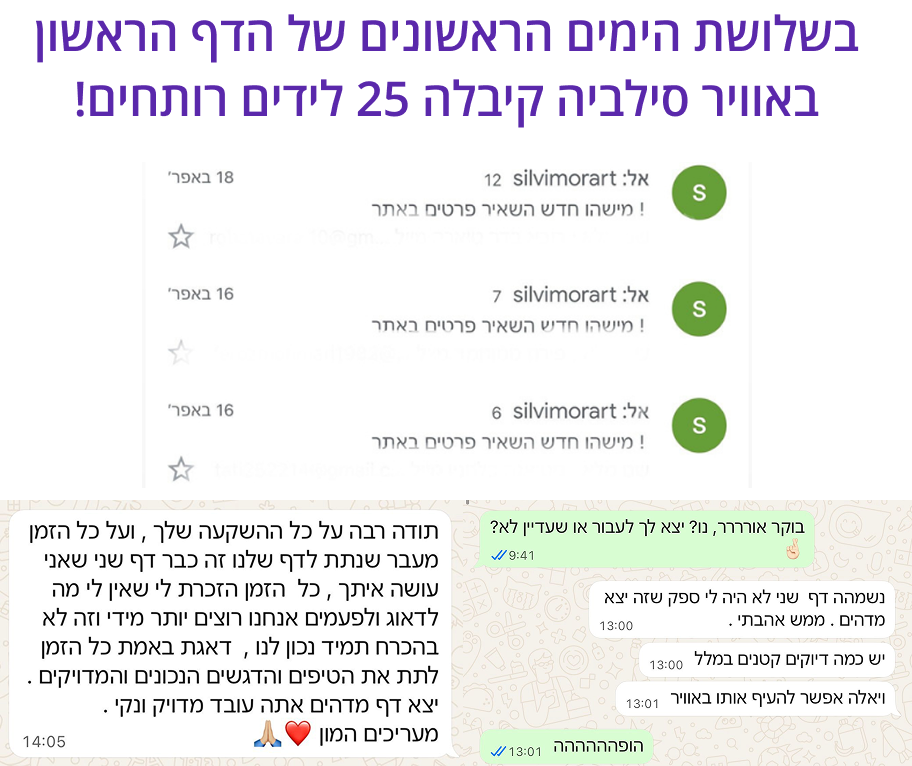 בשלושת הימים הראשונים של הדף הראשון
באוויר סילביה קיבלה 25 לידים רותחים!
S
אל: silvimorart 12
18 באפר׳
מישהו חדש השאיר פרטים באתר !
S
אל: silvimorart 7
16 באפר׳
מישהו חדש השאיר פרטים באתר !
S
אל: silvimorart 6
16 באפר׳
מישהו חדש השאיר פרטים באתר !
בוקר אורררר, נו? יצא לך לעבור או שעדיין לא?
🤞🏻
9:41
נשמהה דף שני לא היה לי ספק שזה יצא
מדהים . ממש אהבתי .
13:00
יש כמה דיוקים קטנים במלל
13:00
ויאלה אפשר להעיף אותו באוויר
13:01
הופהההההה
13:01
תודה רבה על כל ההשקעה שלך , ועל כל הזמן
מעבר שנתת לדף שלנו זה כבר דף שני שאני
עושה איתך , כל הזמן הזכרת לי שאין לי מה
לדאוג ולפעמים אנחנו רוצים יותר מידי וזה לא
בהכרח תמיד נכון לנו , דאגת באמת כל הזמן
לתת את הטיפים והדגשים הנכונים והמדויקים .
יצא דף מדהים אתה עובד מדויק ונקי .
מעריכים המון ❤️🙏🏼
14:05